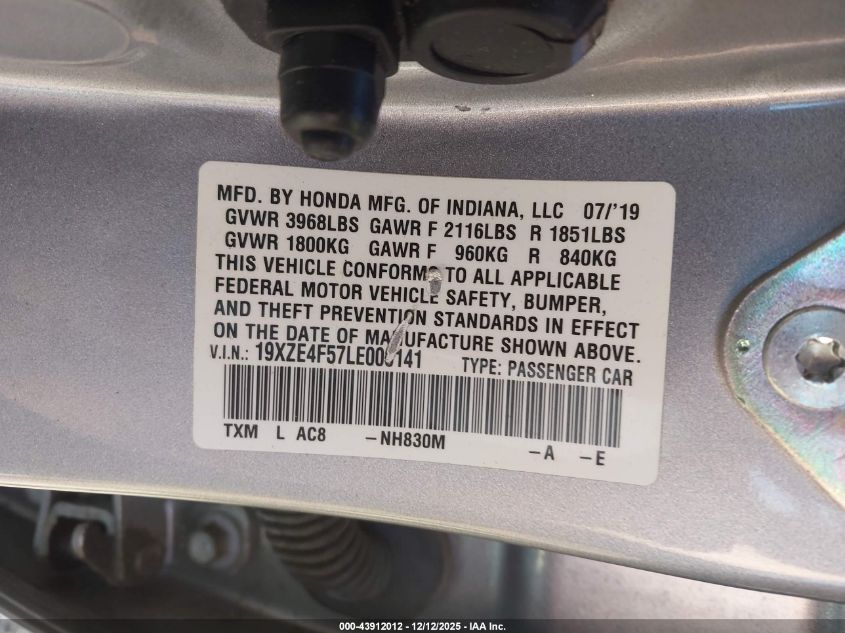 MFD. BY HONDA MFG. OF INDIANA, LLC 07/'19
GVWR 3968LBS GAWR F 2116LBS R 1851LBS
GVWR 1800KG GAWR F 960KG R 840KG
THIS VEHICLE CONFORMS TO ALL APPLICABLE
FEDERAL MOTOR VEHICLE SAFETY, BUMPER,
AND THEFT PREVENTION STANDARDS IN EFFECT
ON THE DATE OF MANUFACTURE SHOWN ABOVE.
V.I.N.: 19XZE4F57LE000141 TYPE: PASSENGER CAR
TXM L AC8 -NH830M -A -E
000-43912012 - 12/12/2025 - IAA Inc.